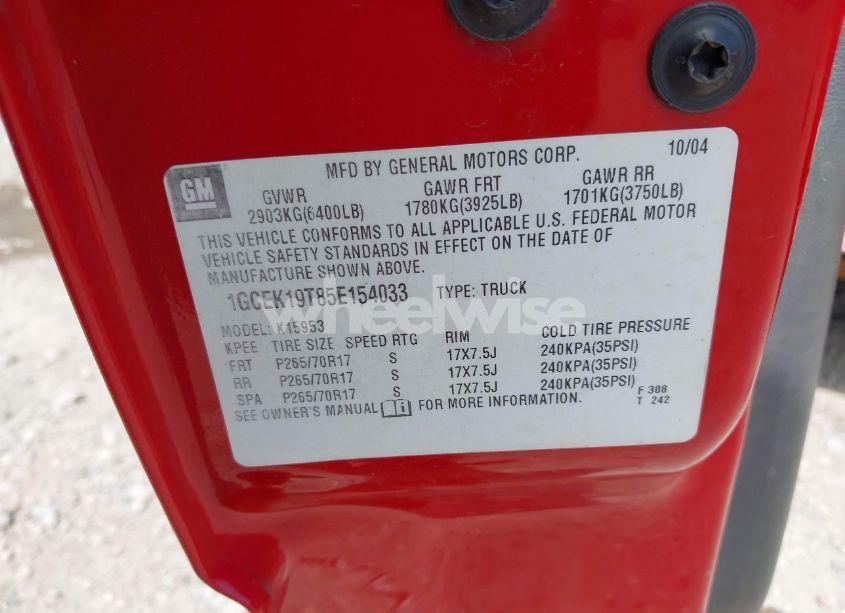 MFD BY GENERAL MOTORS CORP. 10/04
GM
GVWR GAWR FRT GAWR RR
2903KG(6400LB) 1780KG(3925LB) 1701KG(3750LB)
THIS VEHICLE CONFORMS TO ALL APPLICABLE U.S. FEDERAL MOTOR
VEHICLE SAFETY STANDARDS IN EFFECT ON THE DATE OF
MANUFACTURE SHOWN ABOVE.
1GCEK19T85E154033 TYPE: TRUCK
wheelwise
MODEL: K15953
KPEE TIRE SIZE SPEED RTG RIM COLD TIRE PRESSURE
FRT P265/70R17 S 17X7.5J 240KPA(35PSI)
RR P265/70R17 S 17X7.5J 240KPA(35PSI)
SPA P265/70R17 S 17X7.5J 240KPA(35PSI)
SEE OWNER'S MANUAL FOR MORE INFORMATION.
F 308
T 242